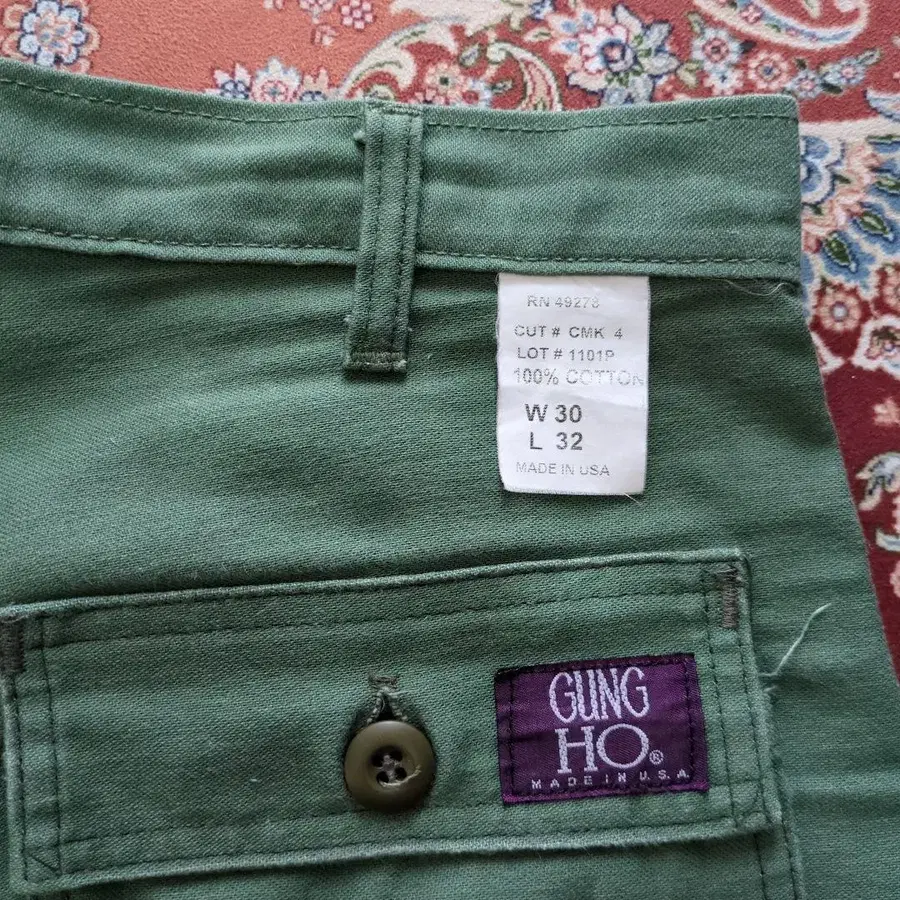 RN 49278
CUT # CMK 4
LOT # 1101P
100% COTTON
W 30
L 32
MADE IN USA
GUNG
HO®
MADE IN U.S.A